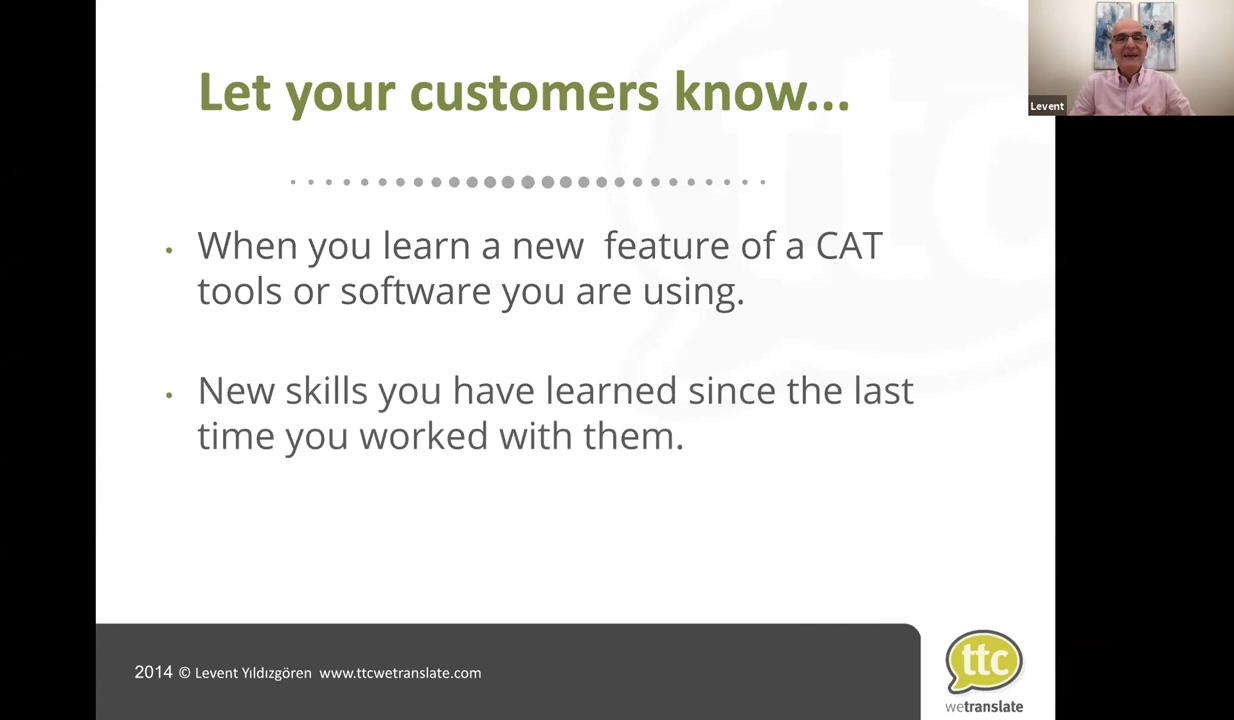 Let your customers know...
Levent
• When you learn a new  feature of a CAT
tools or software you are using.
• New skills you have learned since the last
time you worked with them.
2014 © Levent Yıldızgören  www.ttcwetranslate.com
ttc
wetranslate